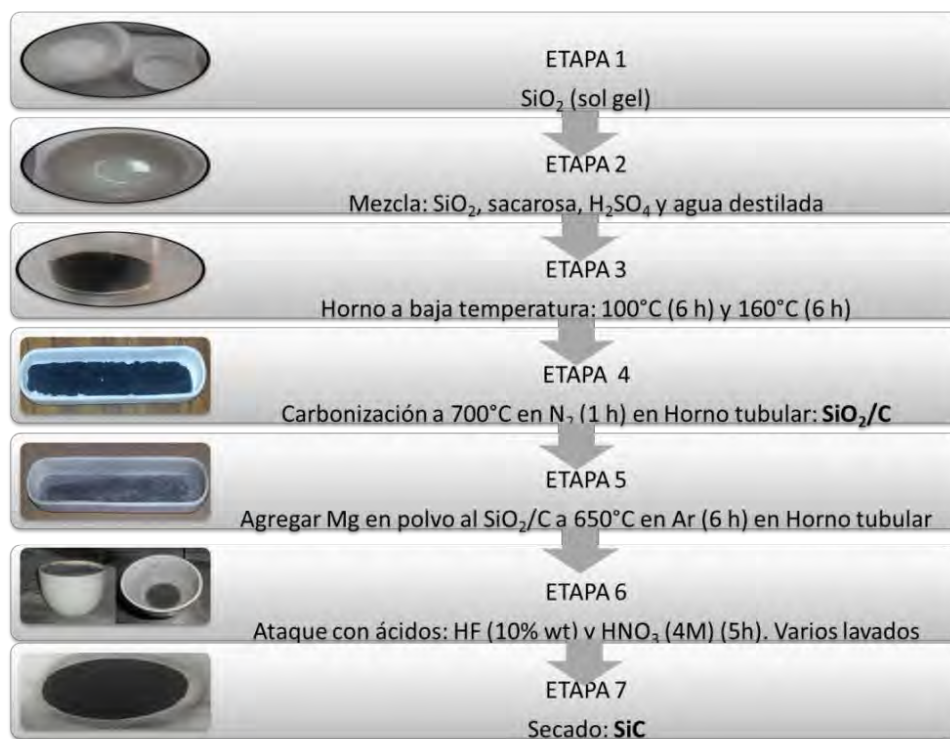 ETAPA 1
SiO₂ (sol gel)
ETAPA 2
Mezcla: SiO₂, sacarosa, H₂SO₄ y agua destilada
ETAPA 3
Horno a baja temperatura: 100°C (6 h) y 160°C (6 h)
ETAPA 4
Carbonización a 700°C en N₂ (1 h) en Horno tubular: SiO₂/C
ETAPA 5
Agregar Mg en polvo al SiO₂/C a 650°C en Ar (6 h) en Horno tubular
ETAPA 6
Ataque con ácidos: HF (10% wt) y HNO₃ (4M) (5h). Varios lavados
ETAPA 7
Secado: SiC